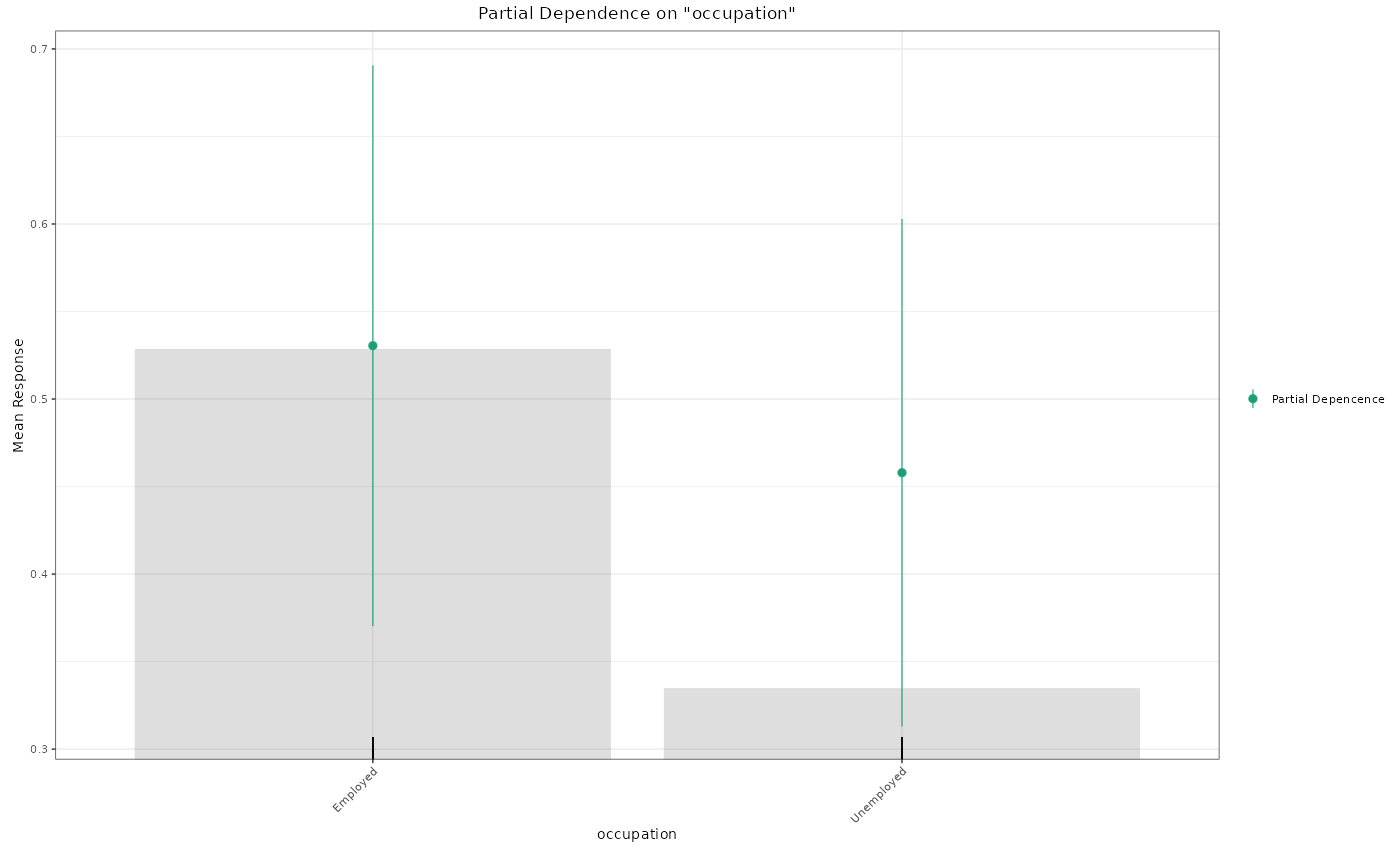 Partial Dependence on "occupation"
Mean Response
0.7
0.6
0.5
0.4
0.3
Employed
Unemployed
occupation
Partial Depencence